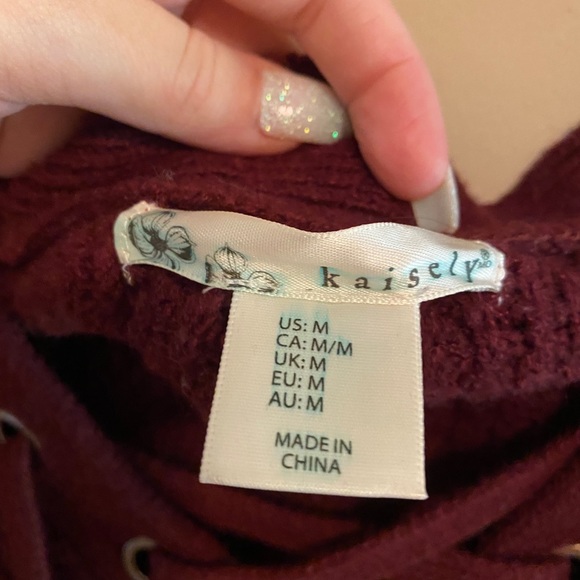 kaisely®
US: M
CA: M/M
UK: M
EU: M
AU: M
MADE IN
CHINA